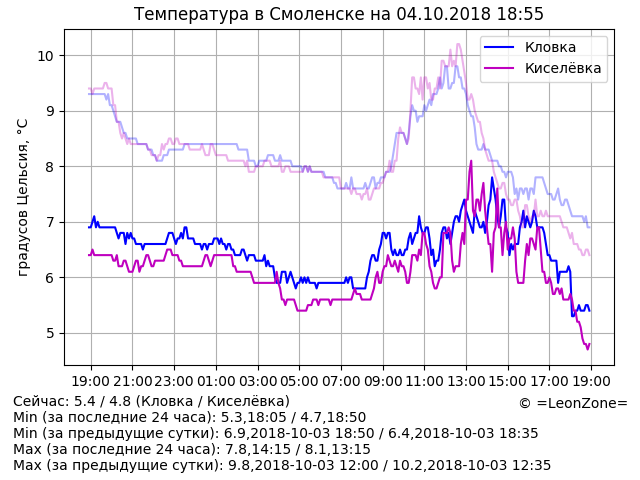 Температура в Смоленске на 04.10.2018 18:55
Кловка
Киселёвка
градусов Цельсия, °C
10
9
8
7
6
5
19:00 21:00 23:00 01:00 03:00 05:00 07:00 09:00 11:00 13:00 15:00 17:00 19:00
Сейчас: 5.4 / 4.8 (Кловка / Киселёвка)
© =LeonZone=
Min (за последние 24 часа): 5.3,18:05 / 4.7,18:50
Min (за предыдущие сутки): 6.9,2018-10-03 18:50 / 6.4,2018-10-03 18:35
Max (за последние 24 часа): 7.8,14:15 / 8.1,13:15
Max (за предыдущие сутки): 9.8,2018-10-03 12:00 / 10.2,2018-10-03 12:35